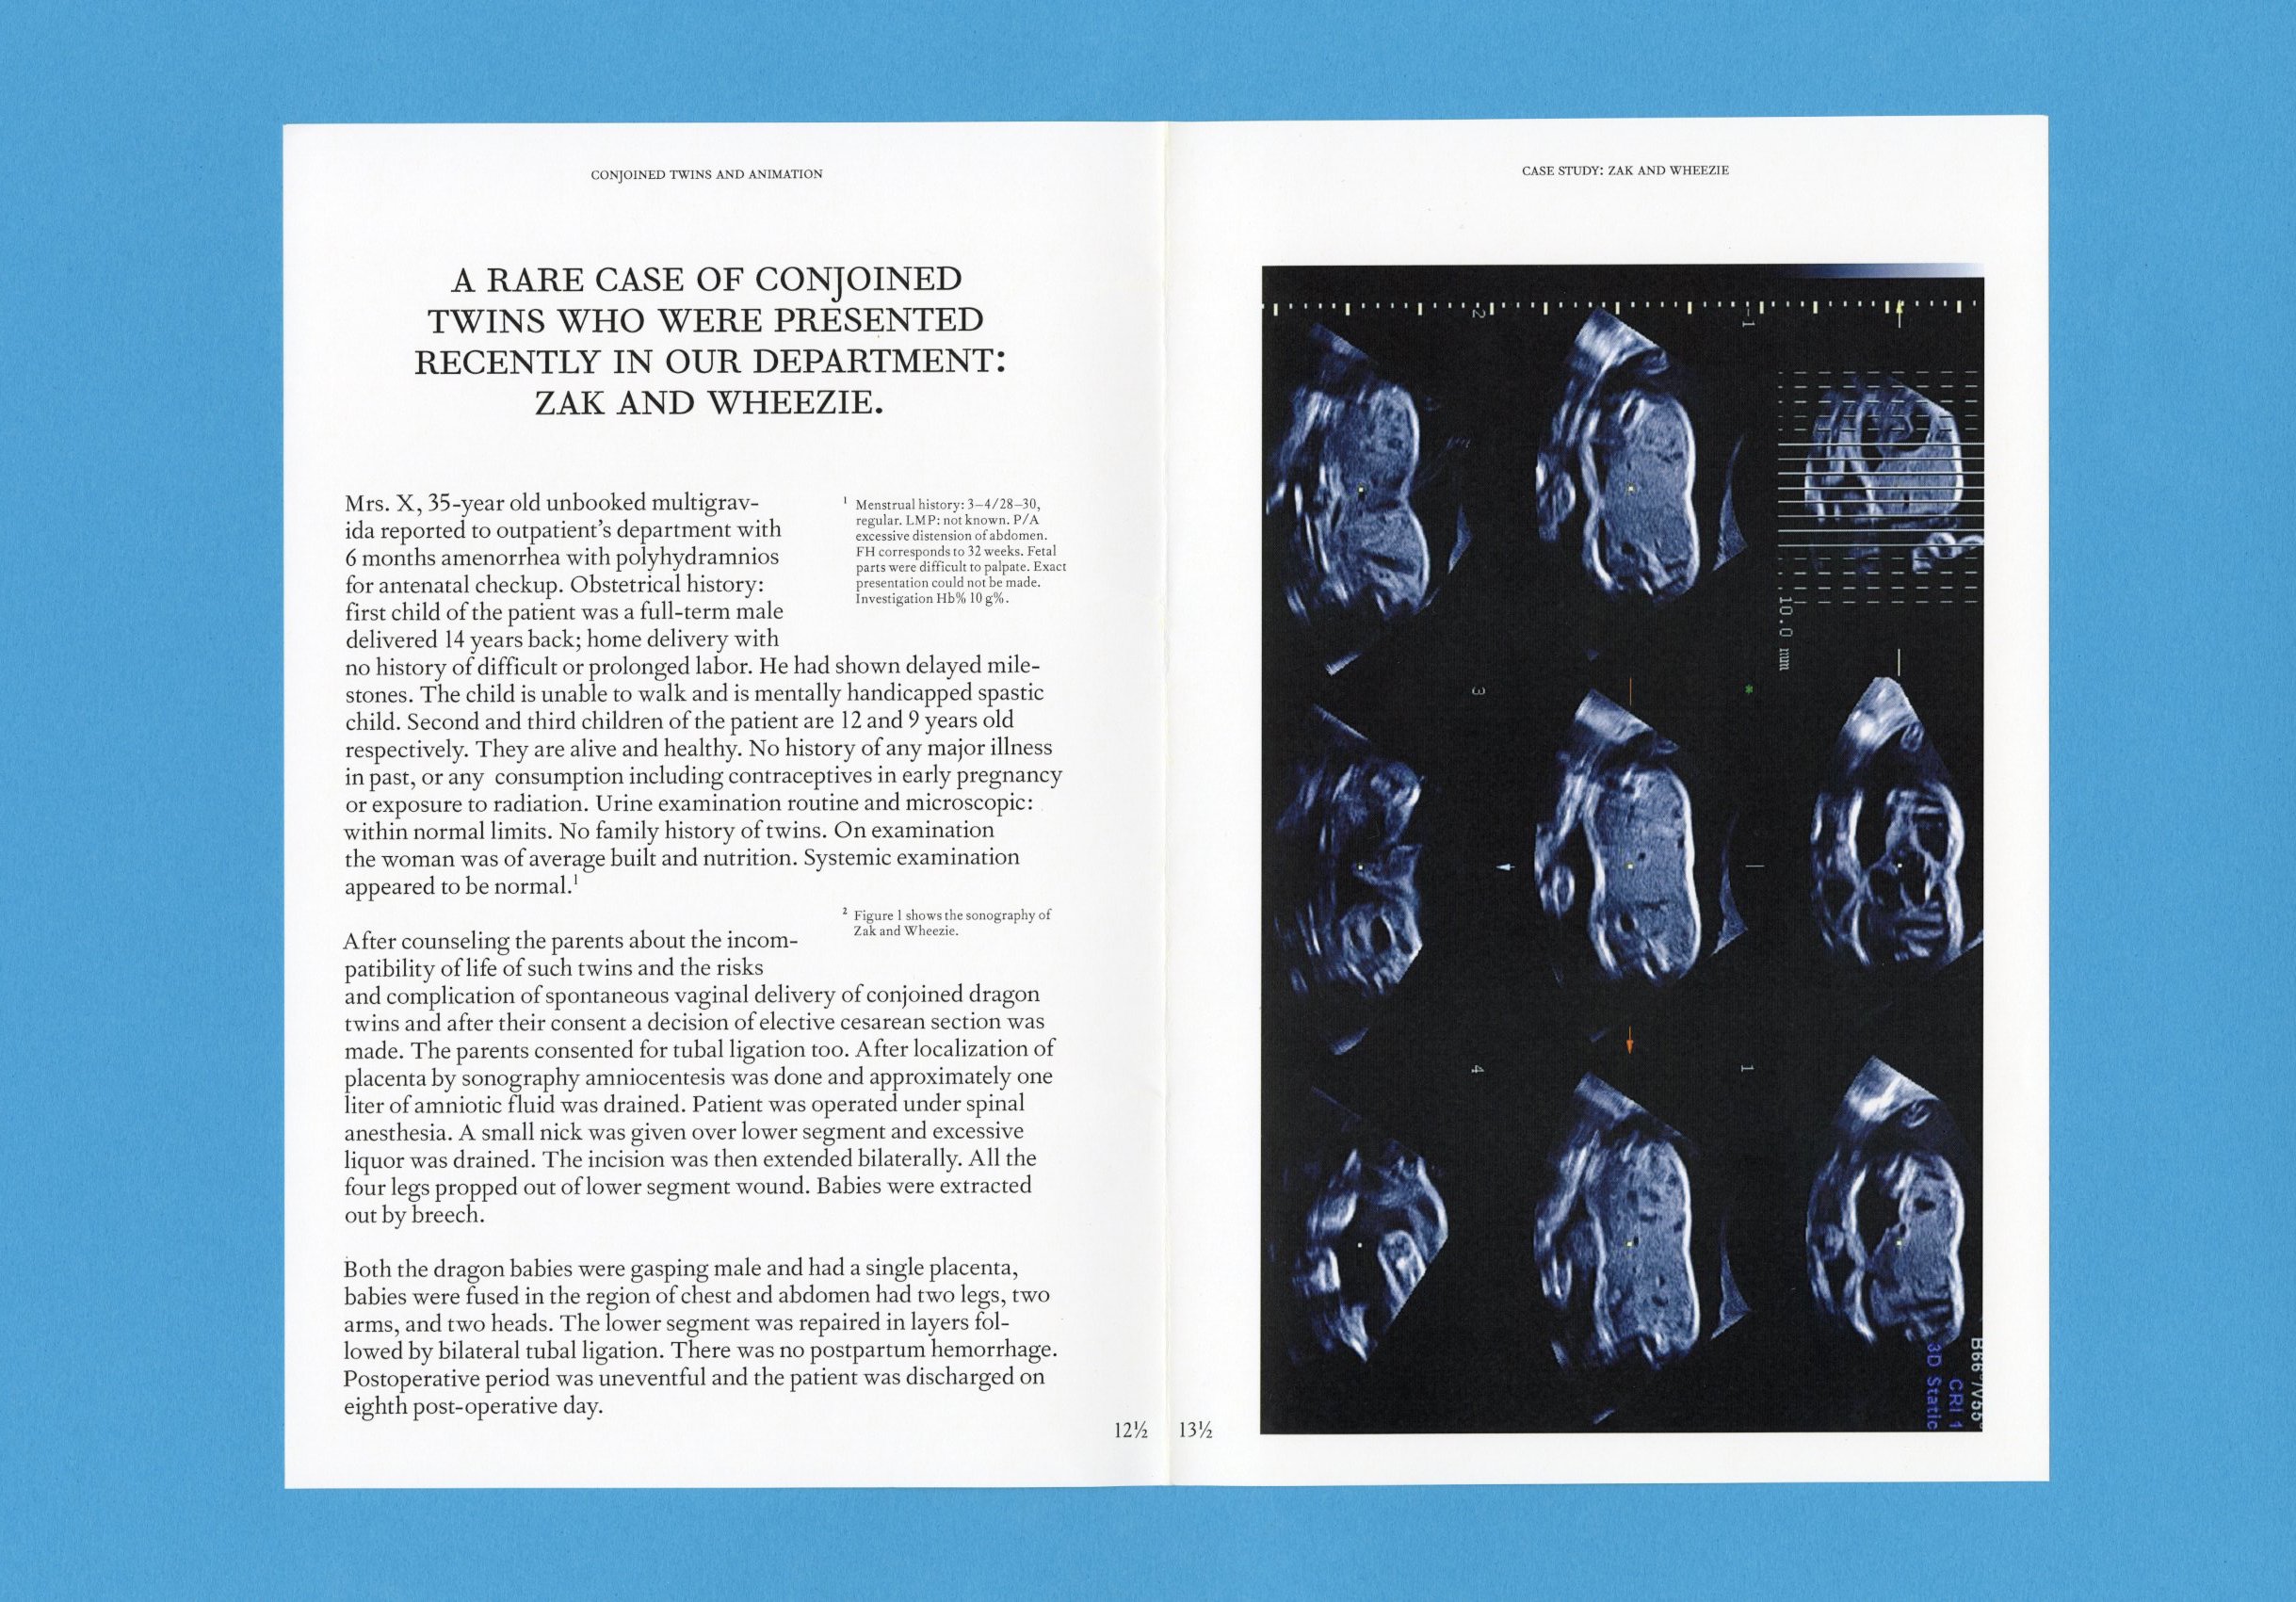 CONJOINED TWINS AND ANIMATION
A RARE CASE OF CONJOINED
TWINS WHO WERE PRESENTED
RECENTLY IN OUR DEPARTMENT:
ZAK AND WHEEZIE.
Mrs. X, 35-year old unbooked multigrav-
ida reported to outpatient's department with
6 months amenorrhea with polyhydramnios
for antenatal checkup. Obstetrical history:
first child of the patient was a full-term male
delivered 14 years back; home delivery with
no history of difficult or prolonged labor. He had shown delayed mile-
stones. The child is unable to walk and is mentally handicapped spastic
child. Second and third children of the patient are 12 and 9 years old
respectively. They are alive and healthy. No history of any major illness
in past, or any consumption including contraceptives in early pregnancy
or exposure to radiation. Urine examination routine and microscopic:
within normal limits. No family history of twins. On examination
the woman was of average built and nutrition. Systemic examination
appeared to be normal.¹
¹ Menstrual history: 3–4/28–30,
regular. LMP: not known. P/A
excessive distension of abdomen.
FH corresponds to 32 weeks. Fetal
parts were difficult to palpate. Exact
presentation could not be made.
Investigation Hb% 10 g%.
After counseling the parents about the incom-
patibility of life of such twins and the risks
and complication of spontaneous vaginal delivery of conjoined dragon
twins and after their consent a decision of elective cesarean section was
made. The parents consented for tubal ligation too. After localization of
placenta by sonography amniocentesis was done and approximately one
liter of amniotic fluid was drained. Patient was operated under spinal
anesthesia. A small nick was given over lower segment and excessive
liquor was drained. The incision was then extended bilaterally. All the
four legs propped out of lower segment wound. Babies were extracted
out by breech.
² Figure 1 shows the sonography of
Zak and Wheezie.
Both the dragon babies were gasping male and had a single placenta,
babies were fused in the region of chest and abdomen had two legs, two
arms, and two heads. The lower segment was repaired in layers fol-
lowed by bilateral tubal ligation. There was no postpartum hemorrhage.
Postoperative period was uneventful and the patient was discharged on
eighth post-operative day.
12½
13½
CASE STUDY: ZAK AND WHEEZIE
2
-1
10.0 mm
3
*
4
1
B66°/V55°
CRI 1
3D Static